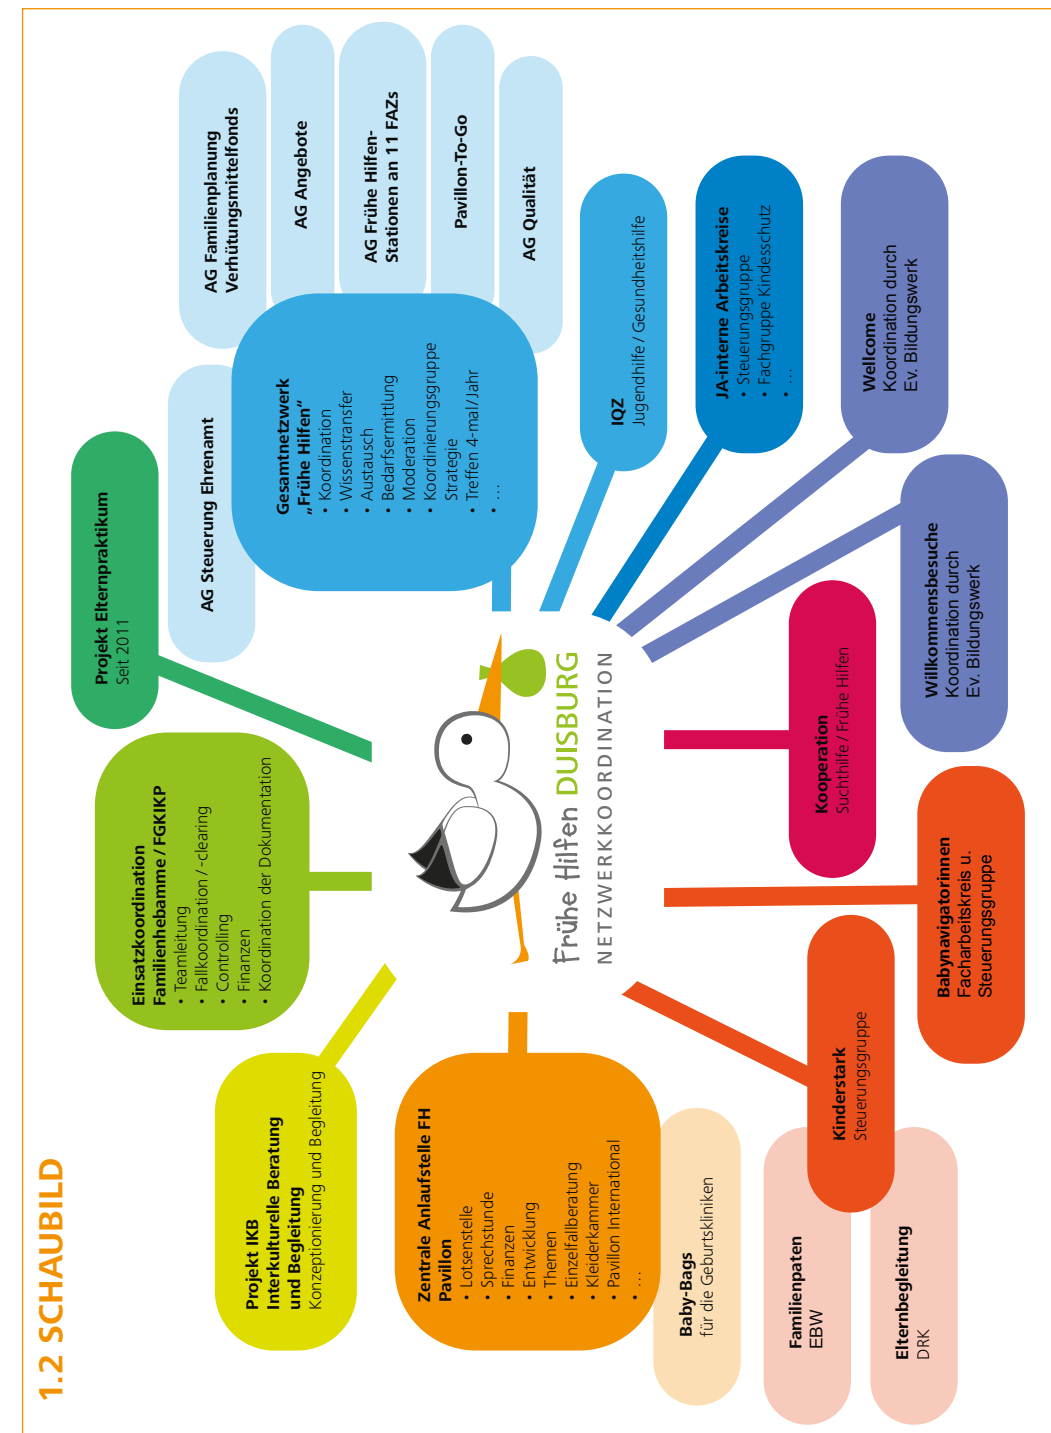 1.2 SCHAUBILD
Projekt IKB
Interkulturelle Beratung
und Begleitung
Konzeptionierung und Begleitung
Einsatzkoordination
Familienhebamme / FGKIKP
• Teamleitung
• Fallkoordination / -clearing
• Controlling
• Finanzen
• Koordination der Dokumentation
Projekt Elternpraktikum
Seit 2011
AG Steuerung Ehrenamt
AG Familienplanung
Verhütungsmittelfonds
AG Angebote
AG Frühe Hilfen-
Stationen an 11 FAZs
Pavillon-To-Go
AG Qualität
Gesamtnetzwerk
„Frühe Hilfen“
• Koordination
• Wissenstransfer
• Austausch
• Bedarfsermittlung
• Moderation
• Koordinierungsgruppe
Strategie
• Treffen 4-mal / Jahr
• …
Zentrale Anlaufstelle FH
Pavillon
• Lotsenstelle
• Sprechstunde
• Finanzen
• Entwicklung
• Themen
• Einzelfallberatung
• Kleiderkammer
• Pavillon International
• …
Frühe Hilfen DUISBURG
NETZWERKKOORDINATION
IQZ
Jugendhilfe / Gesundheitshilfe
JA-interne Arbeitskreise
• Steuerungsgruppe
• Fachgruppe Kindesschutz
• …
Wellcome
Koordination durch
Ev. Bildungswerk
Willkommensbesuche
Koordination durch
Ev. Bildungswerk
Kooperation
Suchthilfe / Frühe Hilfen
Babynavigatorinnen
Facharbeitskreis u.
Steuerungsgruppe
Kinderstark
Steuerungsgruppe
Baby-Bags
für die Geburtskliniken
Familienpaten
EBW
Elternbegleitung
DRK